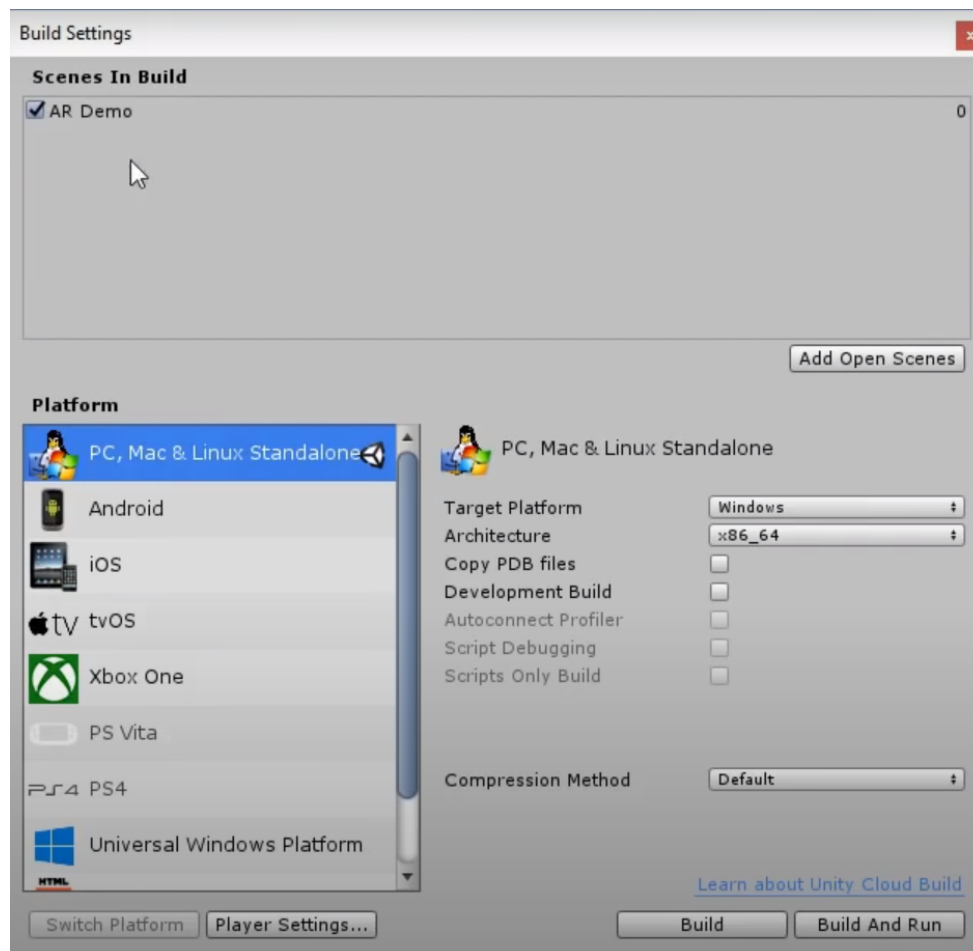 Build Settings
x
Scenes In Build
AR Demo 0
Add Open Scenes
Platform
PC, Mac & Linux Standalone
Android
iOS
tv tvOS
Xbox One
PS Vita
PS4 PS4
Universal Windows Platform
HTML
PC, Mac & Linux Standalone
Target Platform Windows
Architecture x86_64
Copy PDB files
Development Build
Autoconnect Profiler
Script Debugging
Scripts Only Build
Compression Method Default
Learn about Unity Cloud Build
Switch Platform Player Settings... Build Build And Run